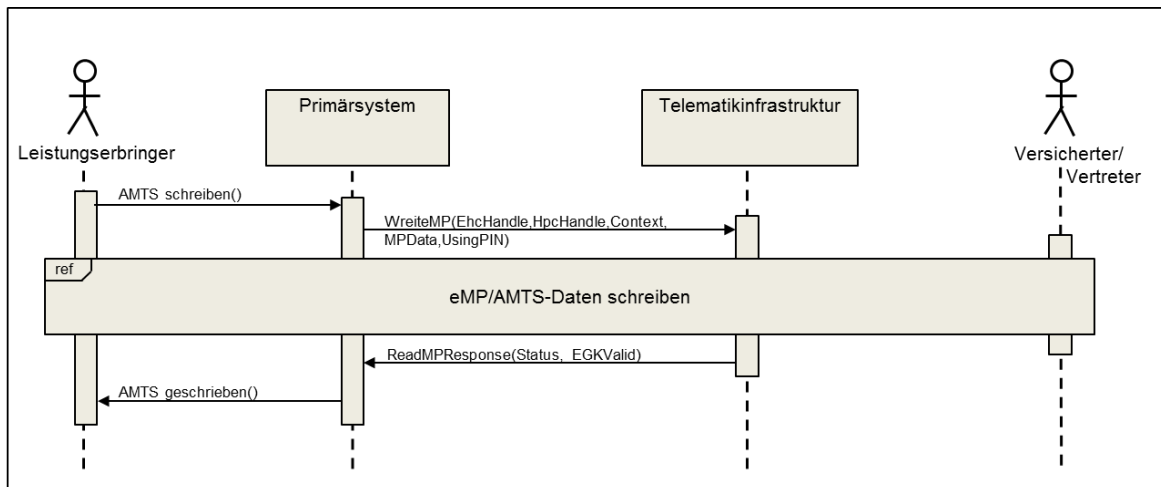 Primärsystem
Telematikinfrastruktur
Leistungserbringer
Versicherter/
Vertreter
AMTS schreiben()
WreiteMP(EhcHandle,HpcHandle,Context,
MPData,UsingPIN)
ref
eMP/AMTS-Daten schreiben
ReadMPResponse(Status, EGKValid)
AMTS geschrieben()